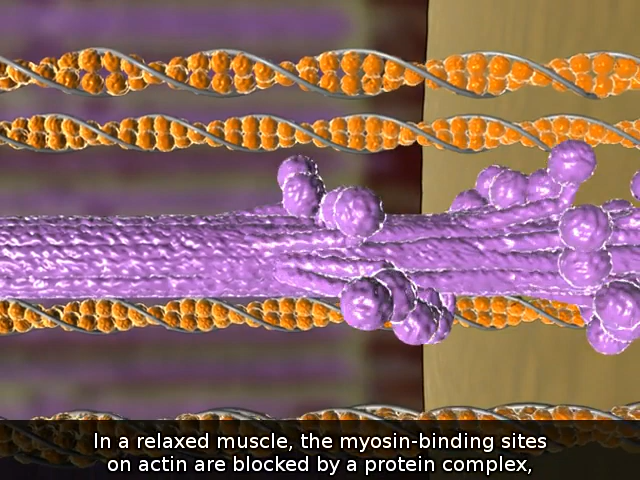 In a relaxed muscle, the myosin-binding sites
on actin are blocked by a protein complex,